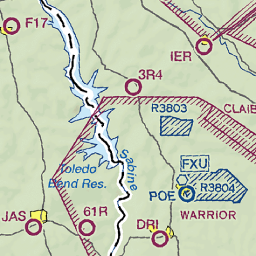 F17
IER
3R4
R3803
CLAIB
Sabine
FXU
Toledo
Bend Res.
POE
R3804
WARRIOR
JAS
61R
DRI